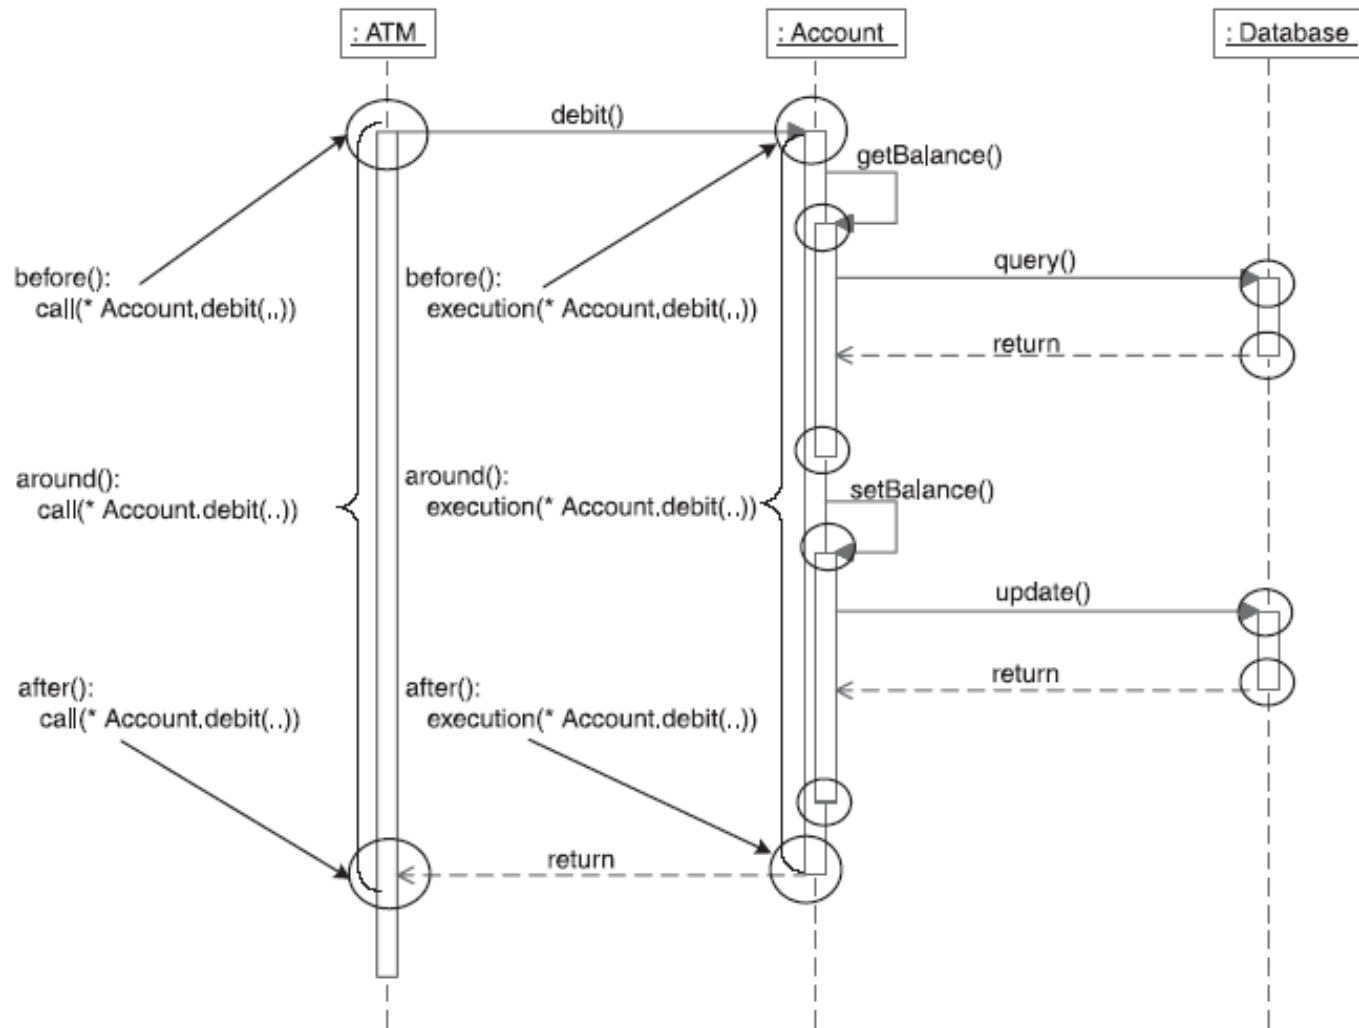 : ATM
: Account
: Database
debit()
getBalance()
before():
call(* Account.debit(..))
before():
execution(* Account.debit(..))
query()
return
around():
call(* Account.debit(..))
around():
execution(* Account.debit(..))
setBalance()
update()
return
after():
call(* Account.debit(..))
after():
execution(* Account.debit(..))
return